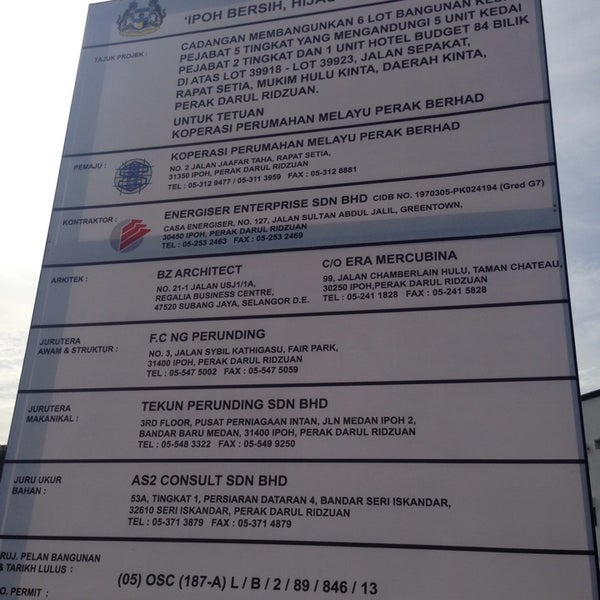 'IPOH BERSIH, HIJAU
TAJUK PROJEK :
CADANGAN MEMBANGUNKAN 6 LOT BANGUNAN KEDAI
PEJABAT 5 TINGKAT YANG MENGANDUNGI 5 UNIT KEDAI
PEJABAT 2 TINGKAT DAN 1 UNIT HOTEL BUDGET 84 BILIK
DI ATAS LOT 39918 - LOT 39923, JALAN SEPAKAT,
RAPAT SETIA, MUKIM HULU KINTA, DAERAH KINTA,
PERAK DARUL RIDZUAN.
UNTUK TETUAN
KOPERASI PERUMAHAN MELAYU PERAK BERHAD
PEMAJU :
KOPERASI PERUMAHAN MELAYU PERAK BERHAD
NO. 2 JALAN JAAFAR TAHA, RAPAT SETIA,
31350 IPOH, PERAK DARUL RIDZUAN
TEL : 05-312 9477 / 05-311 3959 FAX : 05-312 8881
KONTRAKTOR :
ENERGISER ENTERPRISE SDN BHD CIDB NO. 1970305-PK024194 (Gred G7)
CASA ENERGISER, NO. 127, JALAN SULTAN ABDUL JALIL, GREENTOWN,
30450 IPOH, PERAK DARUL RIDZUAN
TEL : 05-253 2463 FAX : 05-253 2469
ARKITEK :
BZ ARCHITECT
NO. 21-1 JALAN USJ1/1A,
REGALIA BUSINESS CENTRE,
47520 SUBANG JAYA, SELANGOR D.E.
C/O ERA MERCUBINA
99, JALAN CHAMBERLAIN HULU, TAMAN CHATEAU,
30250 IPOH,PERAK DARUL RIDZUAN
TEL : 05-241 1828 FAX : 05-241 5828
JURUTERA
AWAM & STRUKTUR :
F.C NG PERUNDING
NO. 3, JALAN SYBIL KATHIGASU, FAIR PARK,
31400 IPOH, PERAK DARUL RIDZUAN
TEL : 05-547 5002 FAX : 05-547 5059
JURUTERA
MAKANIKAL :
TEKUN PERUNDING SDN BHD
3RD FLOOR, PUSAT PERNIAGAAN INTAN, JLN MEDAN IPOH 2,
BANDAR BARU MEDAN, 31400 IPOH, PERAK DARUL RIDZUAN
TEL : 05-548 3322 FAX : 05-549 9250
JURU UKUR
BAHAN :
AS2 CONSULT SDN BHD
53A, TINGKAT 1, PERSIARAN DATARAN 4, BANDAR SERI ISKANDAR,
32610 SERI ISKANDAR, PERAK DARUL RIDZUAN
TEL : 05-371 3879 FAX : 05-371 4879
RUJ. PELAN BANGUNAN
& TARIKH LULUS :
O. PERMIT :
(05) OSC (187-A) L / B / 2 / 89 / 846 / 13